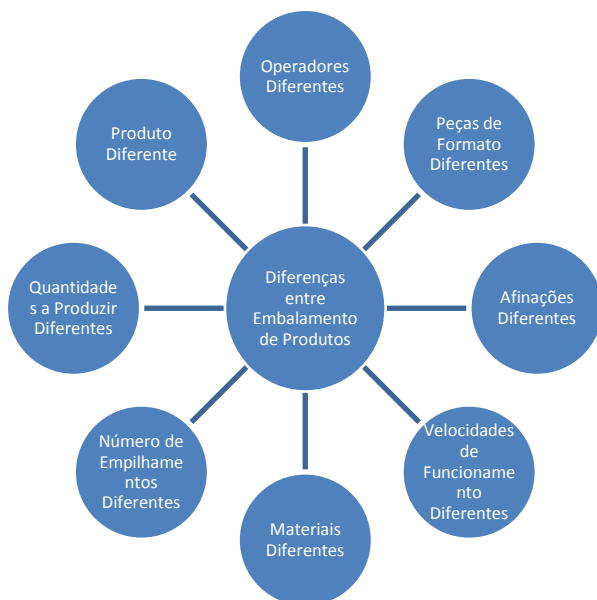 Operadores
Diferentes
Peças de
Formato
Diferentes
Afinações
Diferentes
Velocidades
de
Funcioname
nto
Diferentes
Materiais
Diferentes
Número de
Empilhame
ntos
Diferentes
Quantidade
s a Produzir
Diferentes
Produto
Diferente
Diferenças
entre
Embalamento
de Produtos